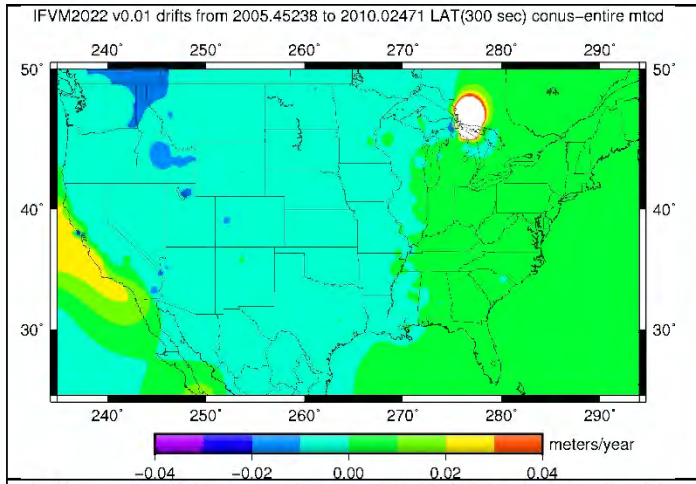 IFVM2022 v0.01 drifts from 2005.45238 to 2010.02471 LAT(300 sec) conus−entire mtcd
240° 250° 260° 270° 280° 290°
50° 50°
40° 40°
30° 30°
240° 250° 260° 270° 280° 290°
meters/year
−0.04 −0.02 0.00 0.02 0.04